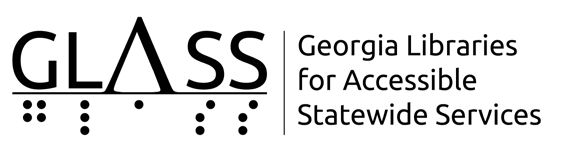 GLASS
⠛⠇⠁⠎⠎
Georgia Libraries
for Accessible
Statewide Services